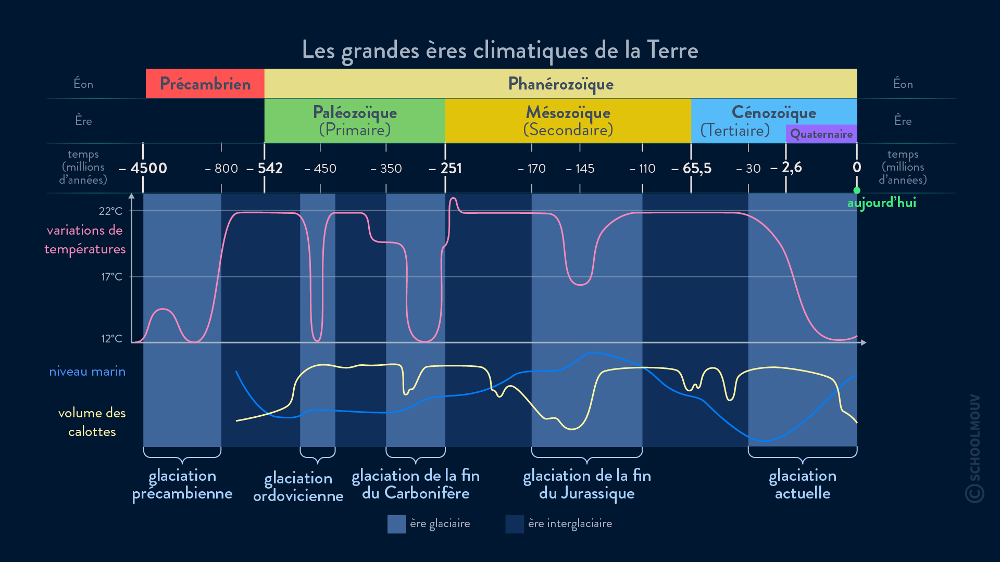 Les grandes ères climatiques de la Terre
Éon
Précambrien
Phanérozoïque
Éon
Ère
Paléozoïque
(Primaire)
Mésozoïque
(Secondaire)
Cénozoïque
(Tertiaire)
Quaternaire
Ère
temps
(millions
d’années)
– 4500
– 800
– 542
– 450
– 350
– 251
– 170
– 145
– 110
– 65,5
– 30
– 2,6
0
temps
(millions
d’années)
aujourd’hui
22°C
variations de
températures
17°C
12°C
niveau marin
volume des
calottes
glaciation
précambienne
glaciation
ordovicienne
glaciation de la fin
du Carbonifère
glaciation de la fin
du Jurassique
glaciation
actuelle
ère glaciaire
ère interglaciaire
© SCHOOLMOUV